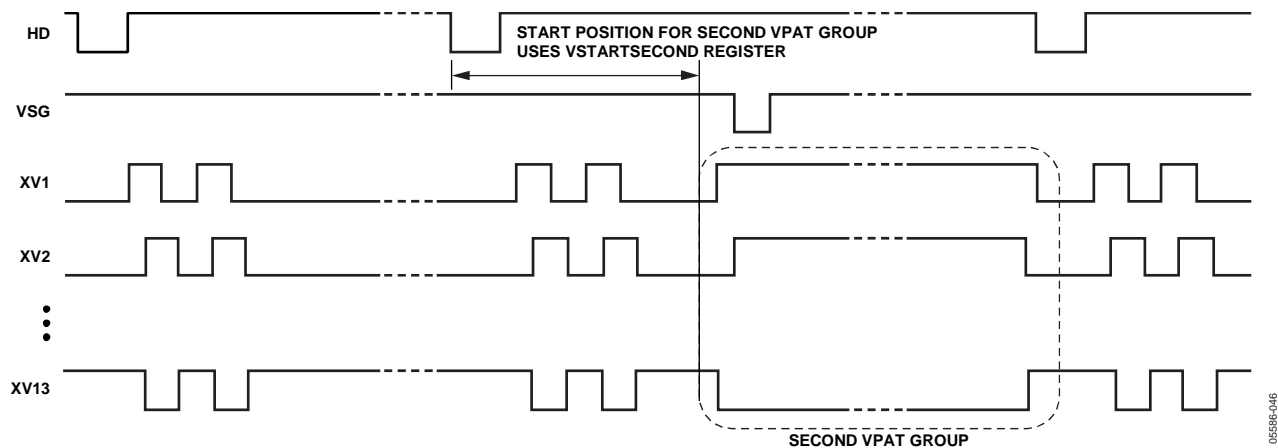 HD
START POSITION FOR SECOND VPAT GROUP
USES VSTARTSECOND REGISTER
VSG
XV1
XV2
XV13
SECOND VPAT GROUP
05586-046